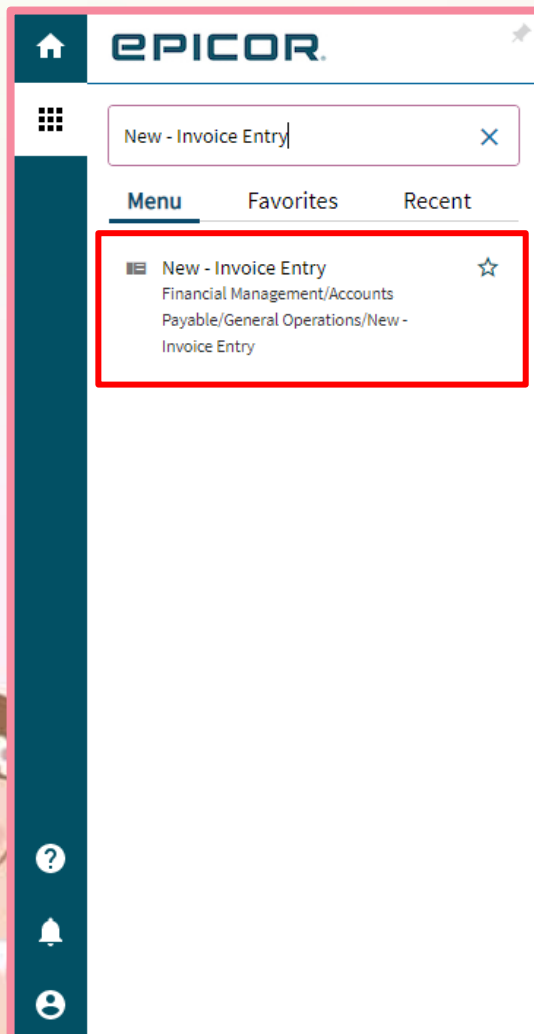 EPICOR.
New - Invoice Entry
Menu Favorites Recent
New - Invoice Entry
Financial Management/Accounts
Payable/General Operations/New -
Invoice Entry